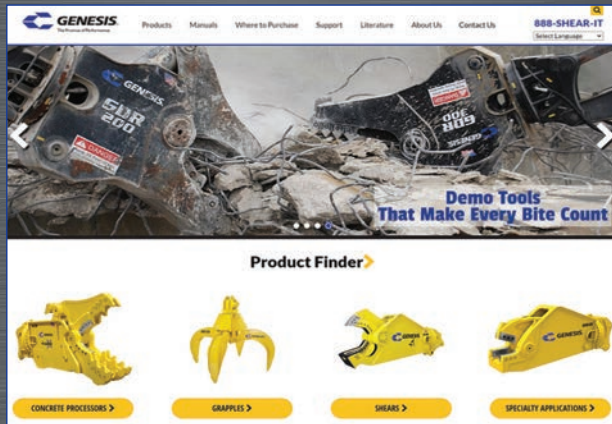 GENESIS
The Promise of Performance
Products Manuals Where to Purchase Support Literature About Us Contact Us
888-SHEAR-IT
Select Language
GENESIS
SDR
200
DANGER
DANGER
GDR
200
GENESIS
Demo Tools
That Make Every Bite Count
Product Finder
GENESIS
GENESIS
CONCRETE PROCESSORS
GRAPPLES
SHEARS
SPECIALTY APPLICATIONS